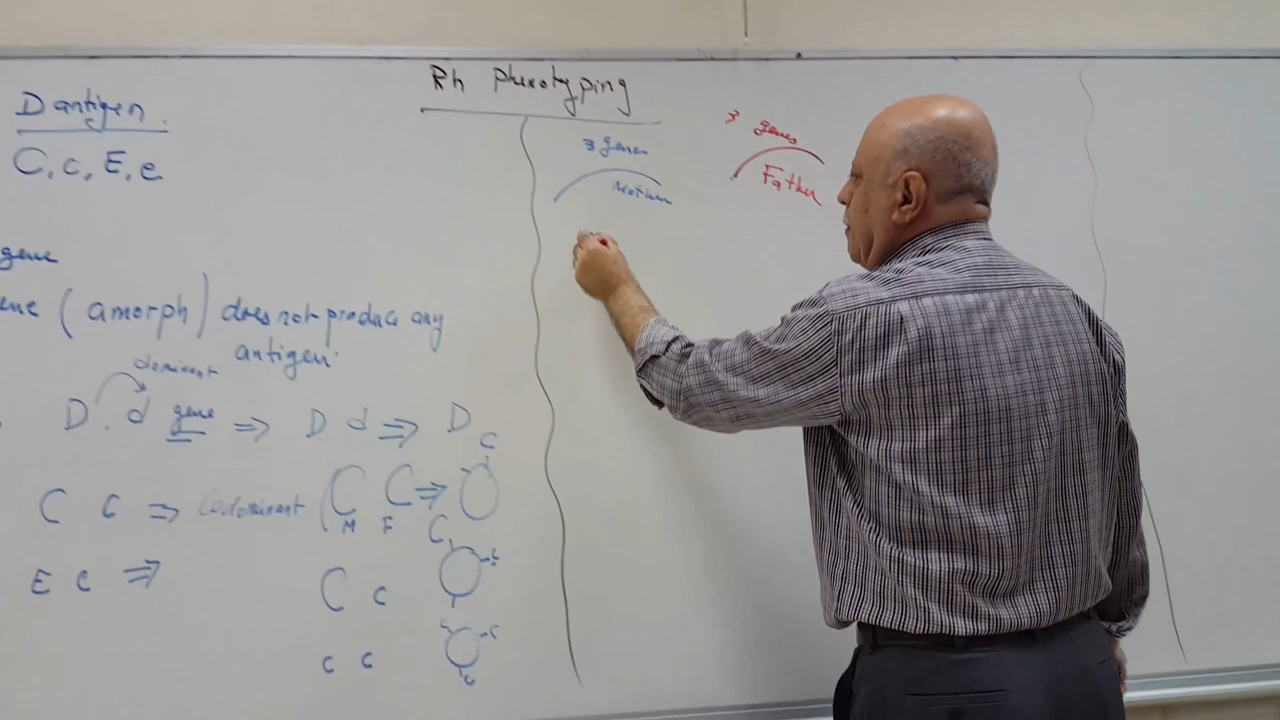 Rh phenotyping
D antigen.
C, c, E, e
3 genes
Mother
3 genes
Father
gene
ene (amorph) does not produce any
antigen.
dominant
D. d gene ⇒ D. d ⇒ D
C c ⇒ Codominant (C C ⇒ C
M F
C c C c
E e ⇒
c c c c c